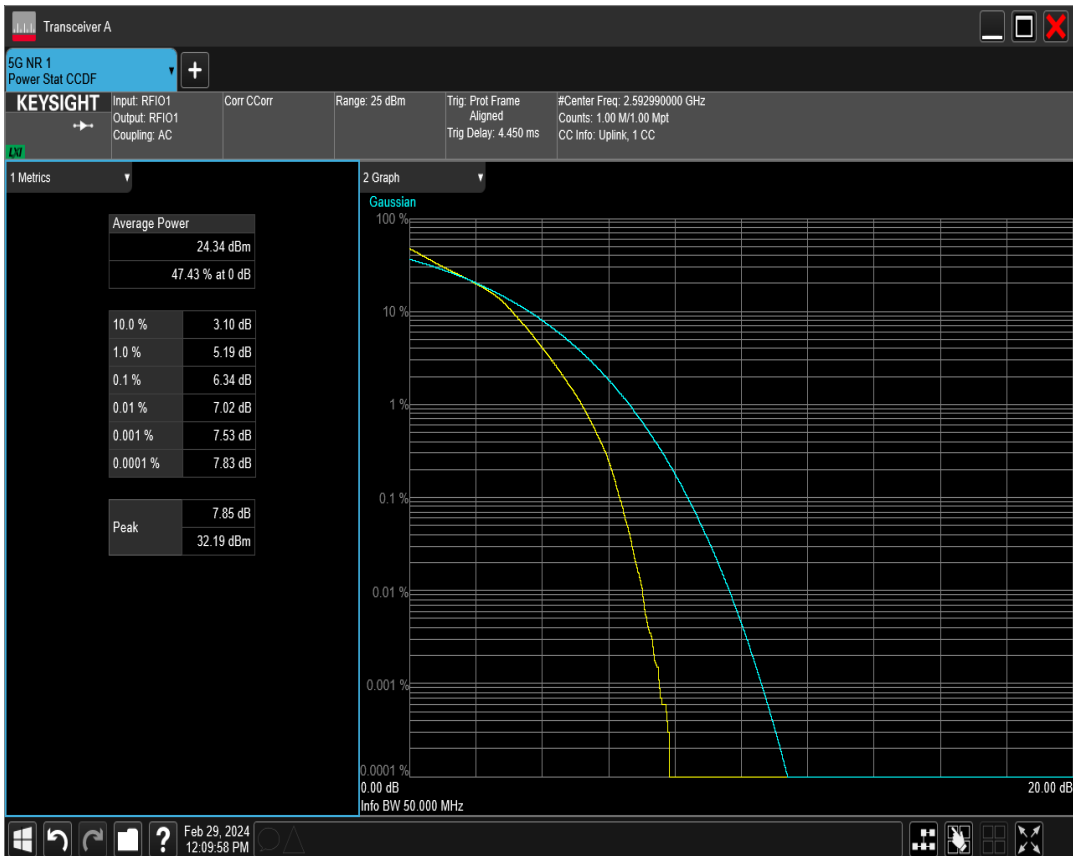 Transceiver A
5G NR 1
Power Stat CCDF
+
KEYSIGHT
LXI
Input: RFIO1
Output: RFIO1
Coupling: AC
Corr CCorr
Range: 25 dBm
Trig: Prot Frame
Aligned
Trig Delay: 4.450 ms
#Center Freq: 2.592990000 GHz
Counts: 1.00 M/1.00 Mpt
CC Info: Uplink, 1 CC
1 Metrics
Average Power
24.34 dBm
47.43 % at 0 dB
10.0 % 3.10 dB
1.0 % 5.19 dB
0.1 % 6.34 dB
0.01 % 7.02 dB
0.001 % 7.53 dB
0.0001 % 7.83 dB
Peak
7.85 dB
32.19 dBm
2 Graph
Gaussian
100 %
10 %
1 %
0.1 %
0.01 %
0.001 %
0.0001 %
0.00 dB 20.00 dB
Info BW 50.000 MHz
?
Feb 29, 2024
12:09:58 PM